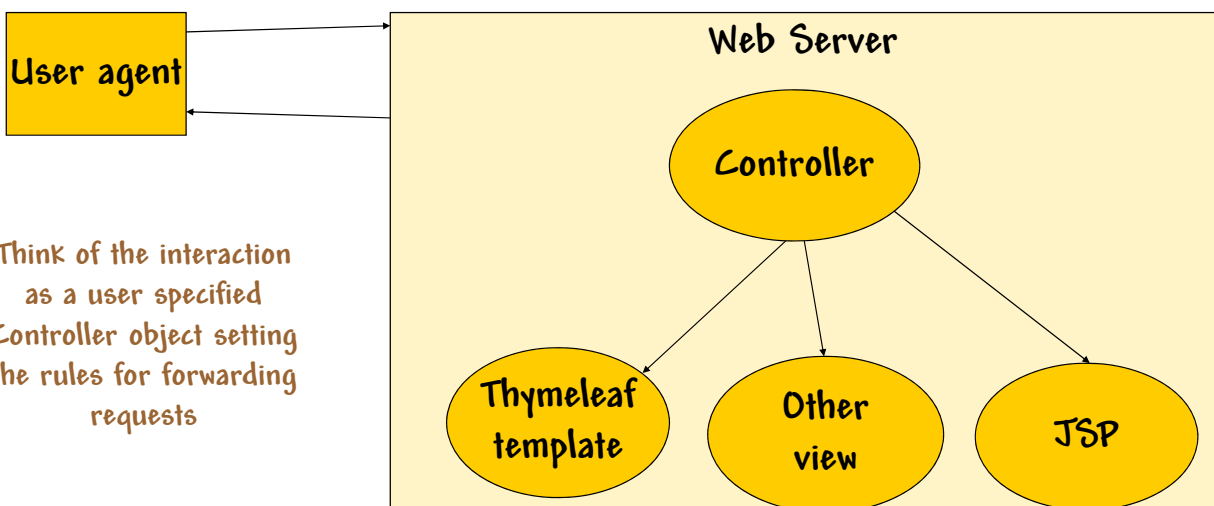 User agent
Web Server
Controller
Think of the interaction
as a user specified
Controller object setting
the rules for forwarding
requests
Thymeleaf
template
Other
view
JSP